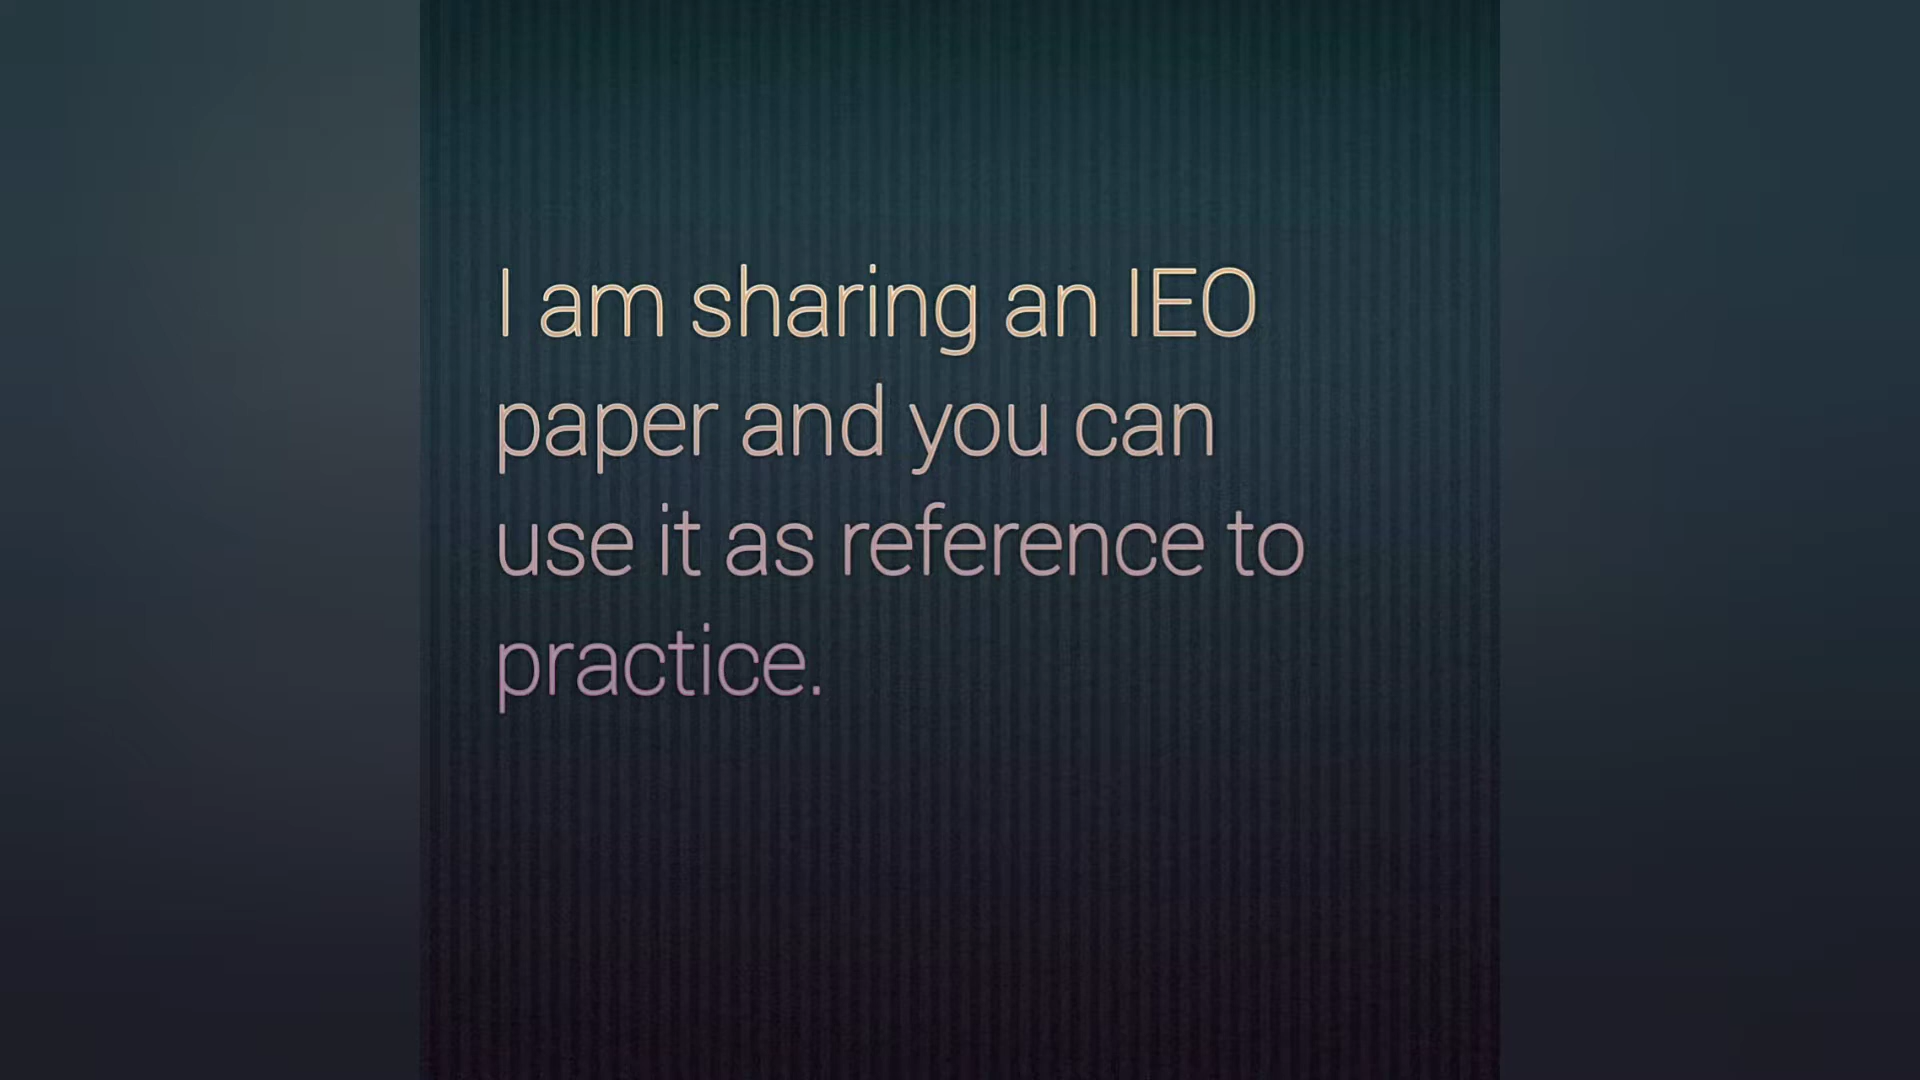 I am sharing an IEO
paper and you can
use it as reference to
practice.